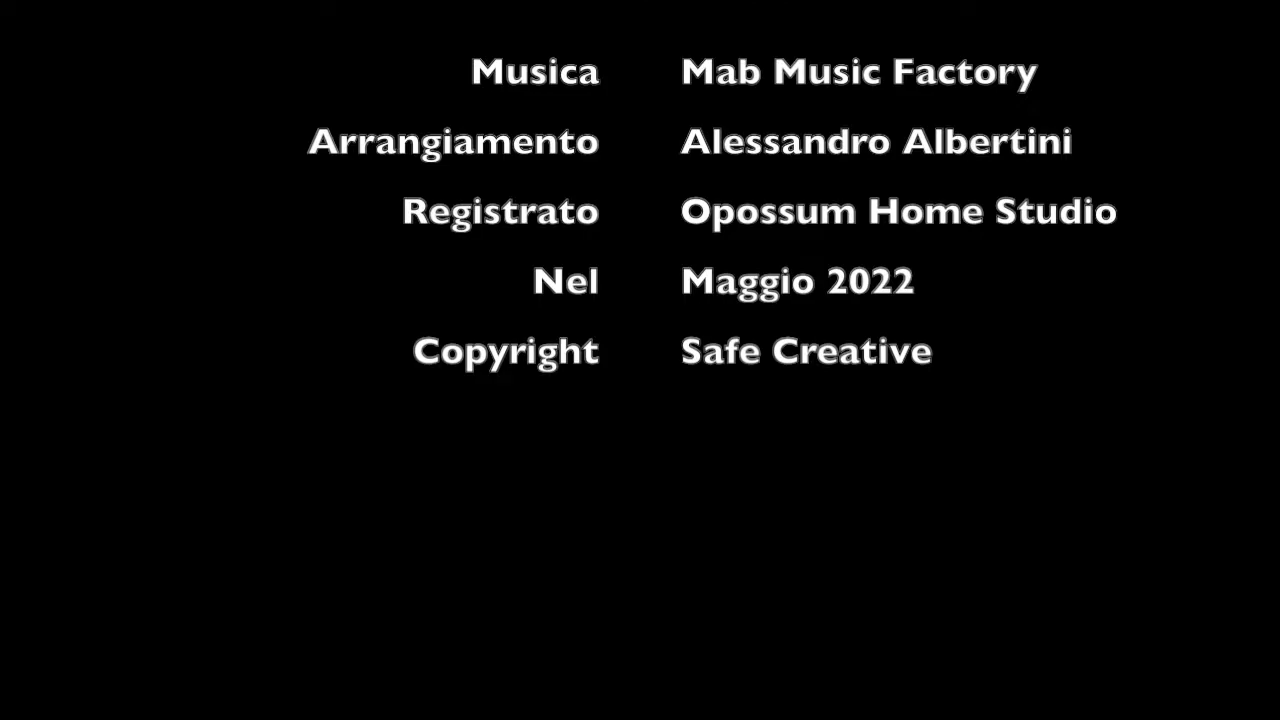 Musica Mab Music Factory
Arrangiamento Alessandro Albertini
Registrato Opossum Home Studio
Nel Maggio 2022
Copyright Safe Creative